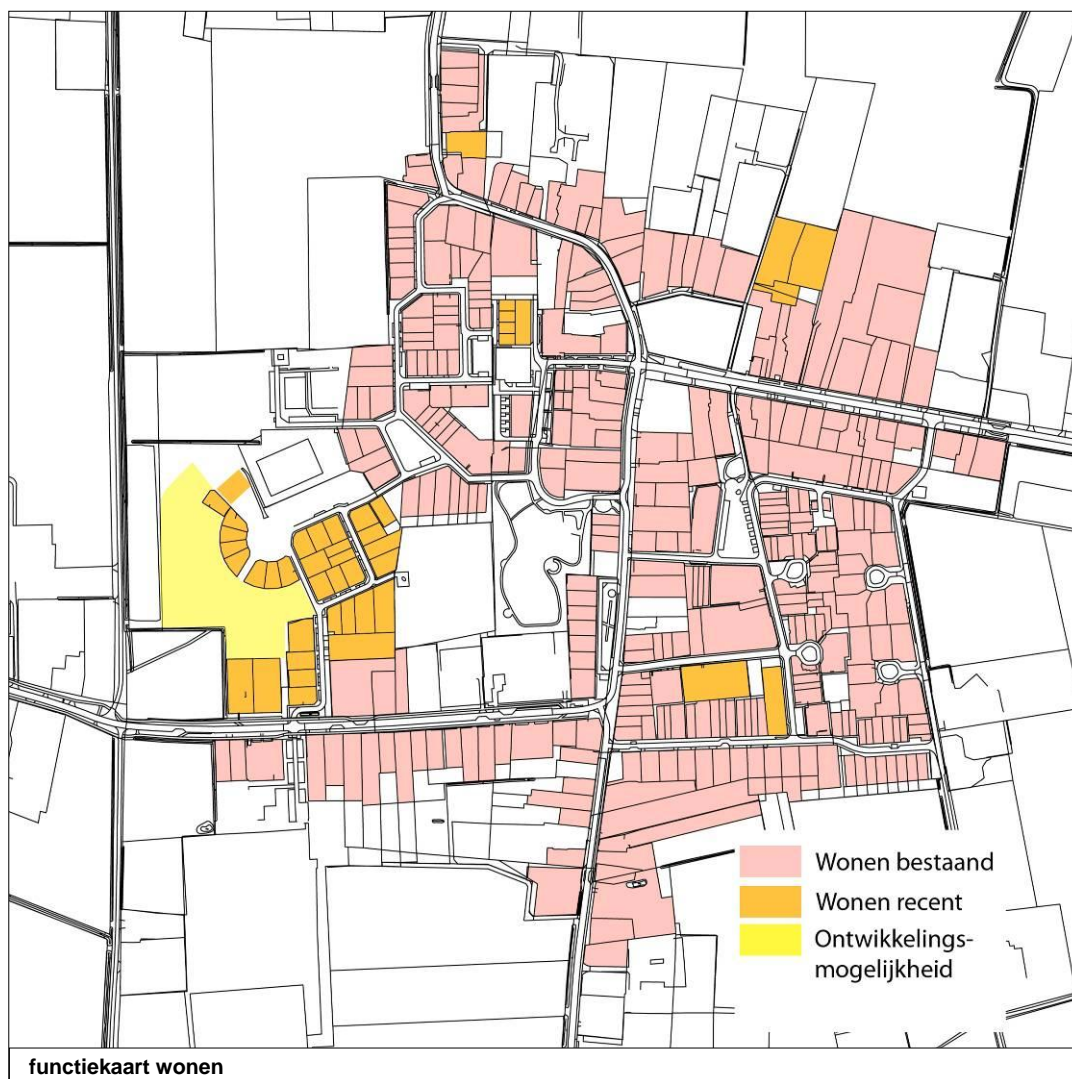 Wonen bestaand
Wonen recent
Ontwikkelings-
mogelijkheid
functiekaart wonen